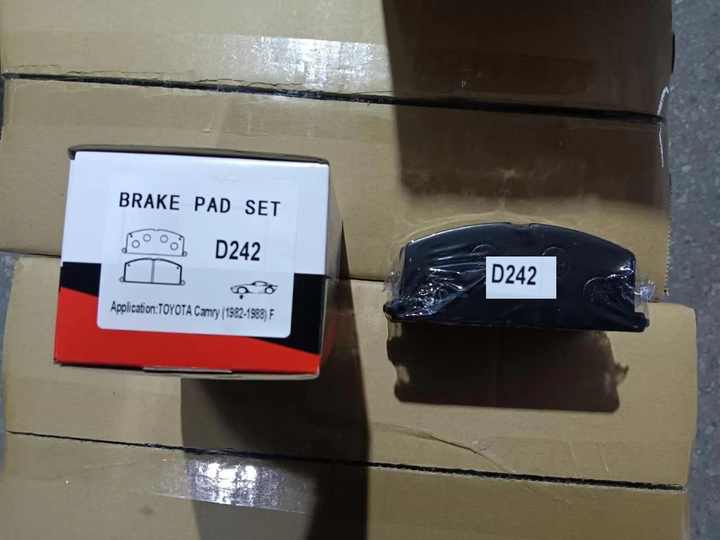 BRAKE PAD SET
D242
Application:TOYOTA Camry (1982-1988) F
D242